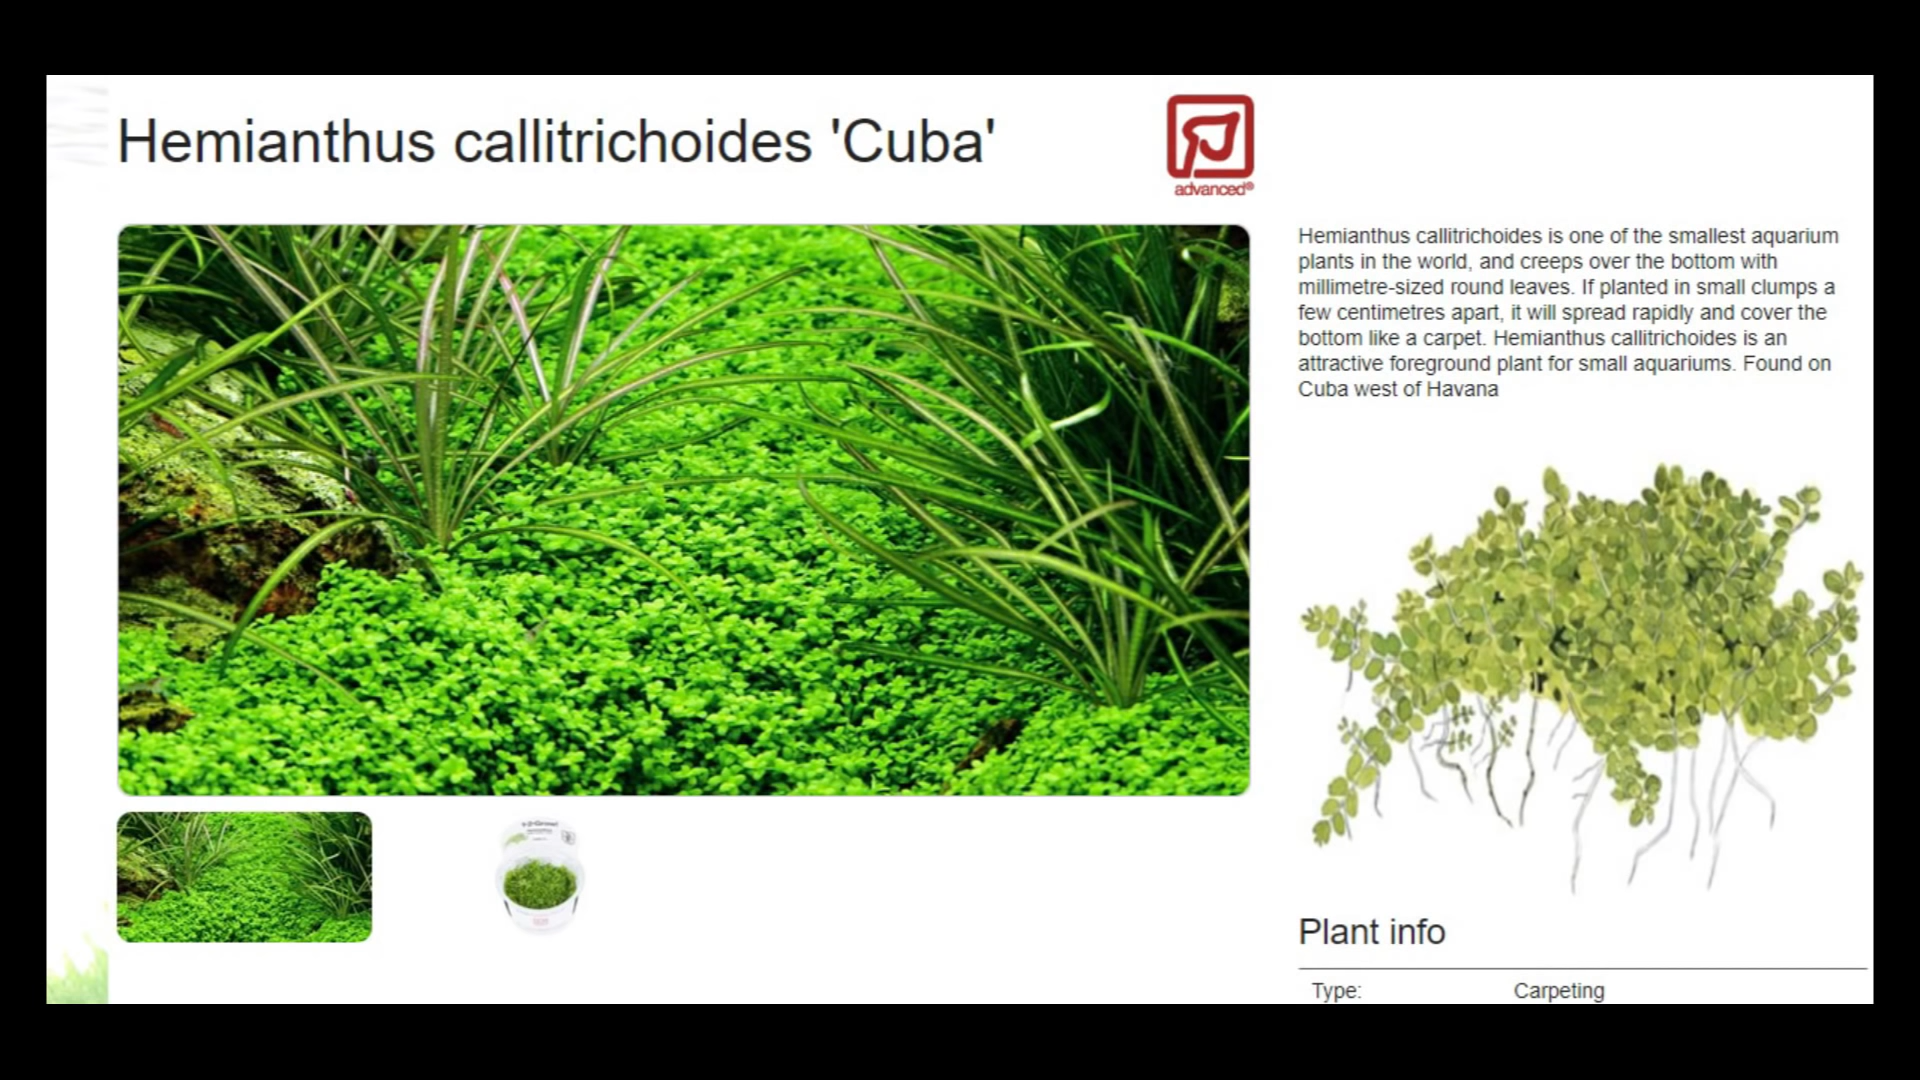 Hemianthus callitrichoides 'Cuba'
advanced®
Hemianthus callitrichoides is one of the smallest aquarium
plants in the world, and creeps over the bottom with
millimetre-sized round leaves. If planted in small clumps a
few centimetres apart, it will spread rapidly and cover the
bottom like a carpet. Hemianthus callitrichoides is an
attractive foreground plant for small aquariums. Found on
Cuba west of Havana
1-2-Grow!
Plant info
Type: Carpeting